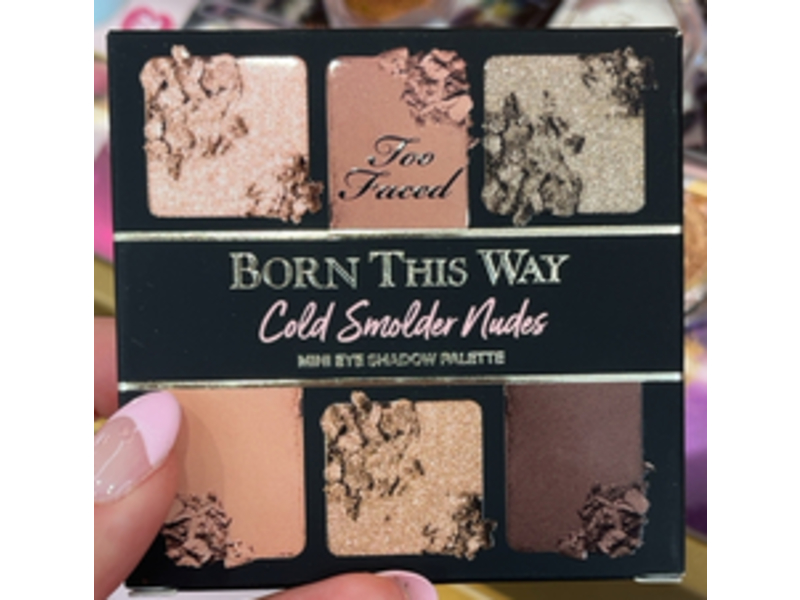 Too
Faced
BORN THIS WAY
Cold Smolder Nudes
MINI EYE SHADOW PALETTE